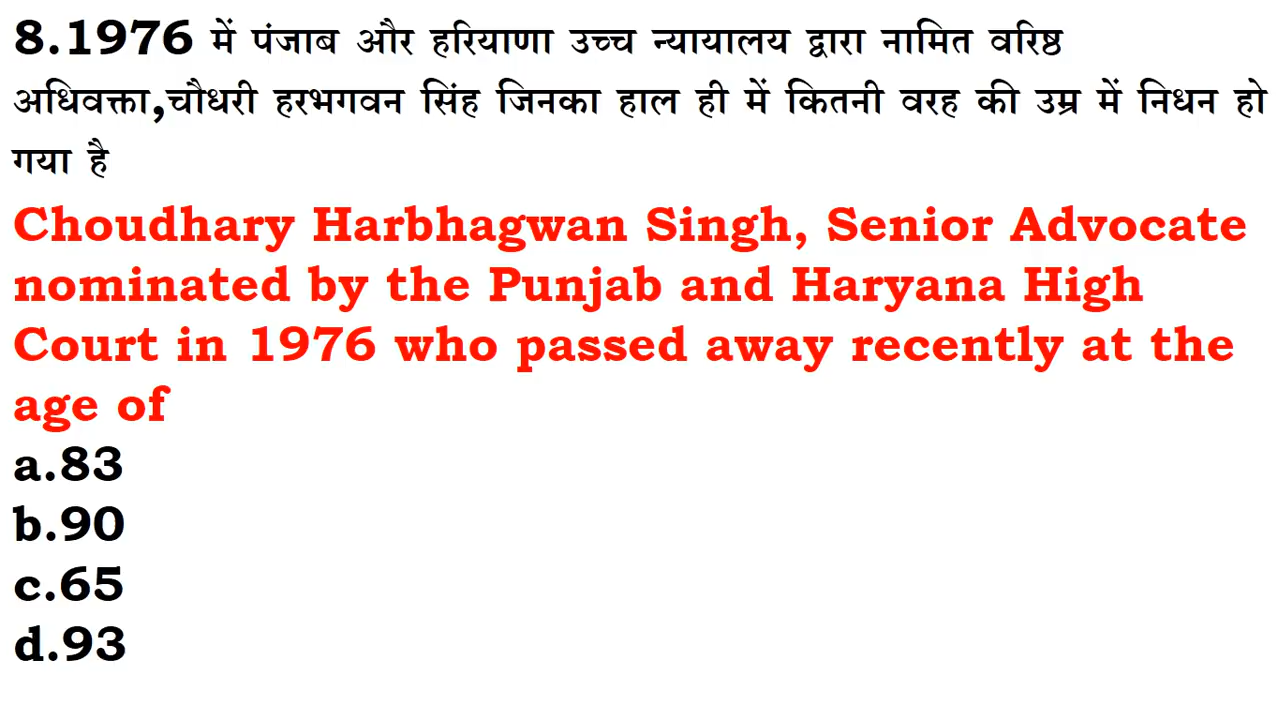 8.1976 में पंजाब और हरियाणा उच्च न्यायालय द्वारा नामित वरिष्ठ
अधिवक्ता,चौधरी हरभगवन सिंह जिनका हाल ही में कितनी वरह की उम्र में निधन हो
गया है
Choudhary Harbhagwan Singh, Senior Advocate
nominated by the Punjab and Haryana High
Court in 1976 who passed away recently at the
age of
a.83
b.90
c.65
d.93